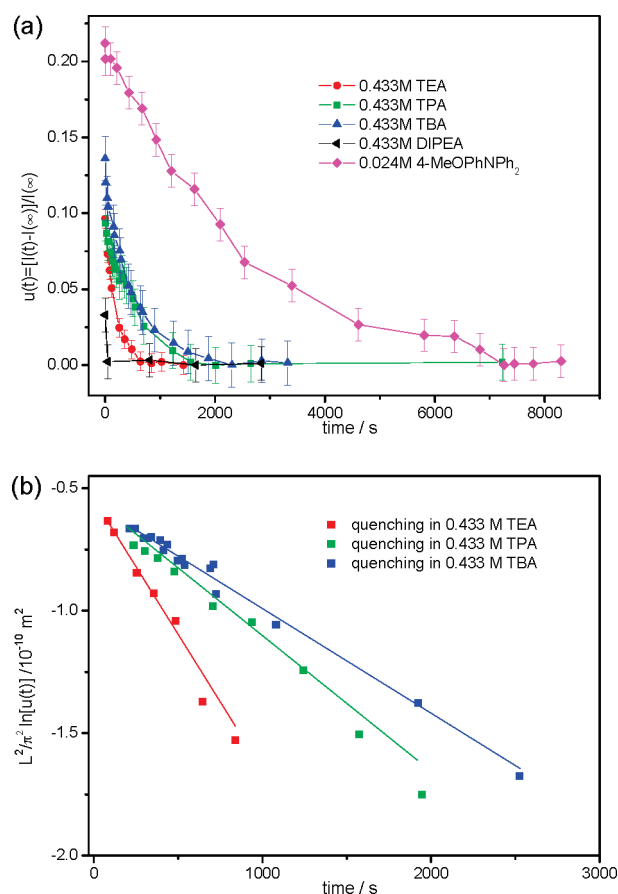 (a)
0.20
0.15
0.10
0.05
0.00
u(t)=[I(t)-I(∞)]/I(∞)
0.433M TEA
0.433M TPA
0.433M TBA
0.433M DIPEA
0.024M 4-MeOPhNPh₂
0 2000 4000 6000 8000
time / s
(b)
-0.5
-1.0
-1.5
-2.0
L²/π² ln[u(t)] /10⁻¹⁰ m²
quenching in 0.433 M TEA
quenching in 0.433 M TPA
quenching in 0.433 M TBA
0 1000 2000 3000
time / s